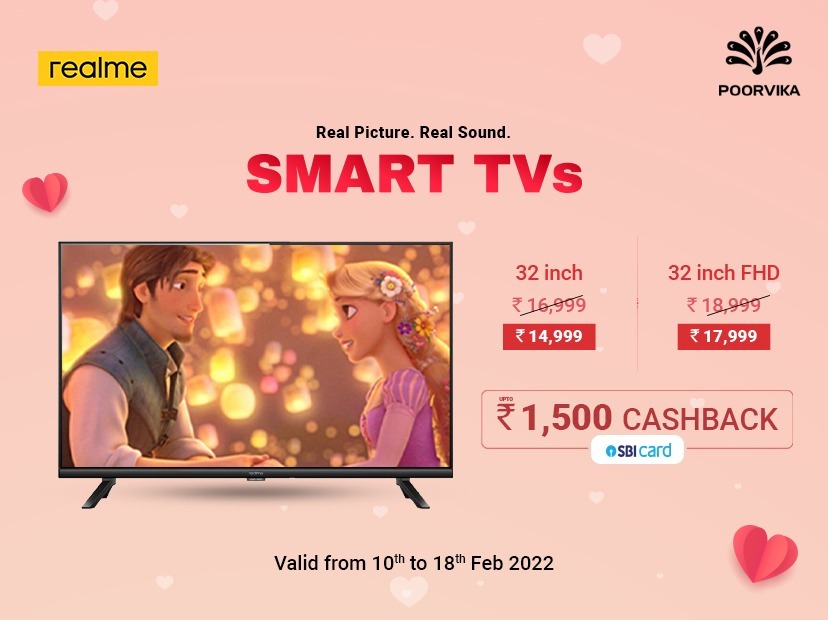 realme
POORVIKA
Real Picture. Real Sound.
SMART TVs
32 inch
₹ 16,999
₹ 14,999
32 inch FHD
₹ 18,999
₹ 17,999
UPTO
₹ 1,500 CASHBACK
SBI card
realme
Valid from 10th to 18th Feb 2022